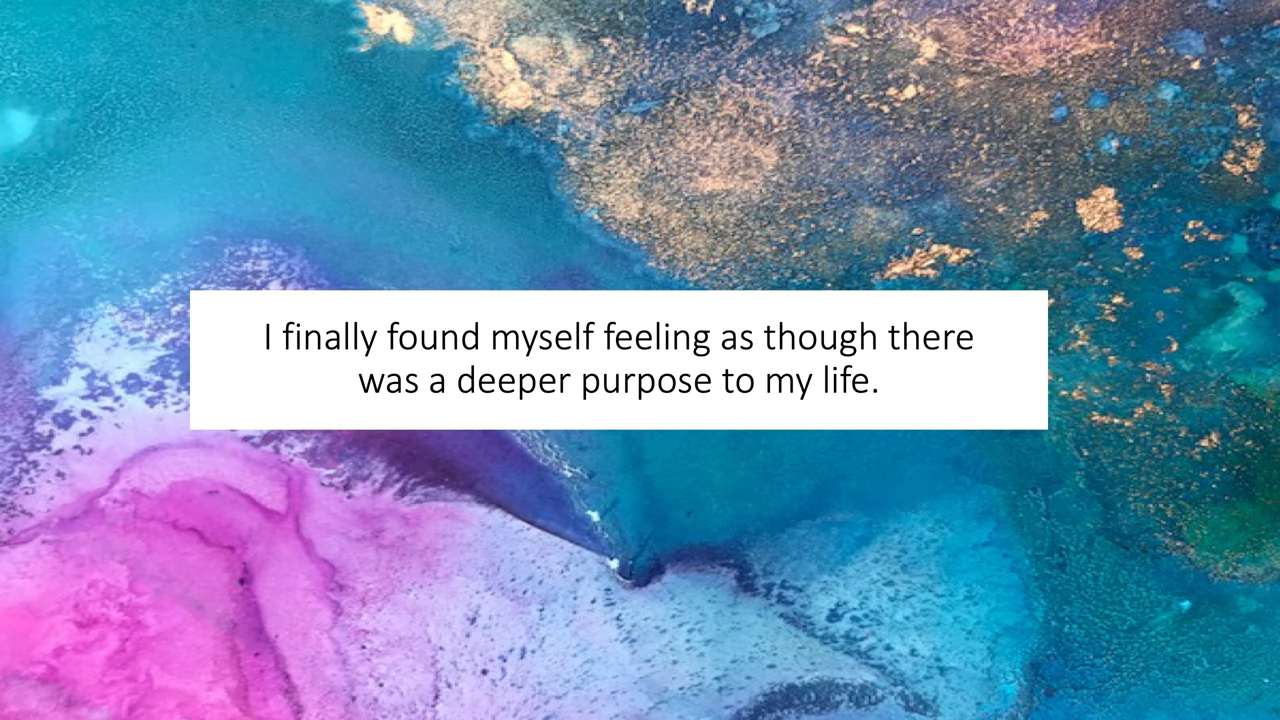 I finally found myself feeling as though there
was a deeper purpose to my life.